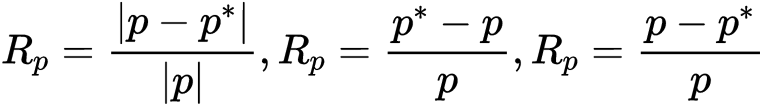 $R_p = \frac{|p - p^*|}{|p|}, R_p = \frac{p^* - p}{p}, R_p = \frac{p - p^*}{p}$